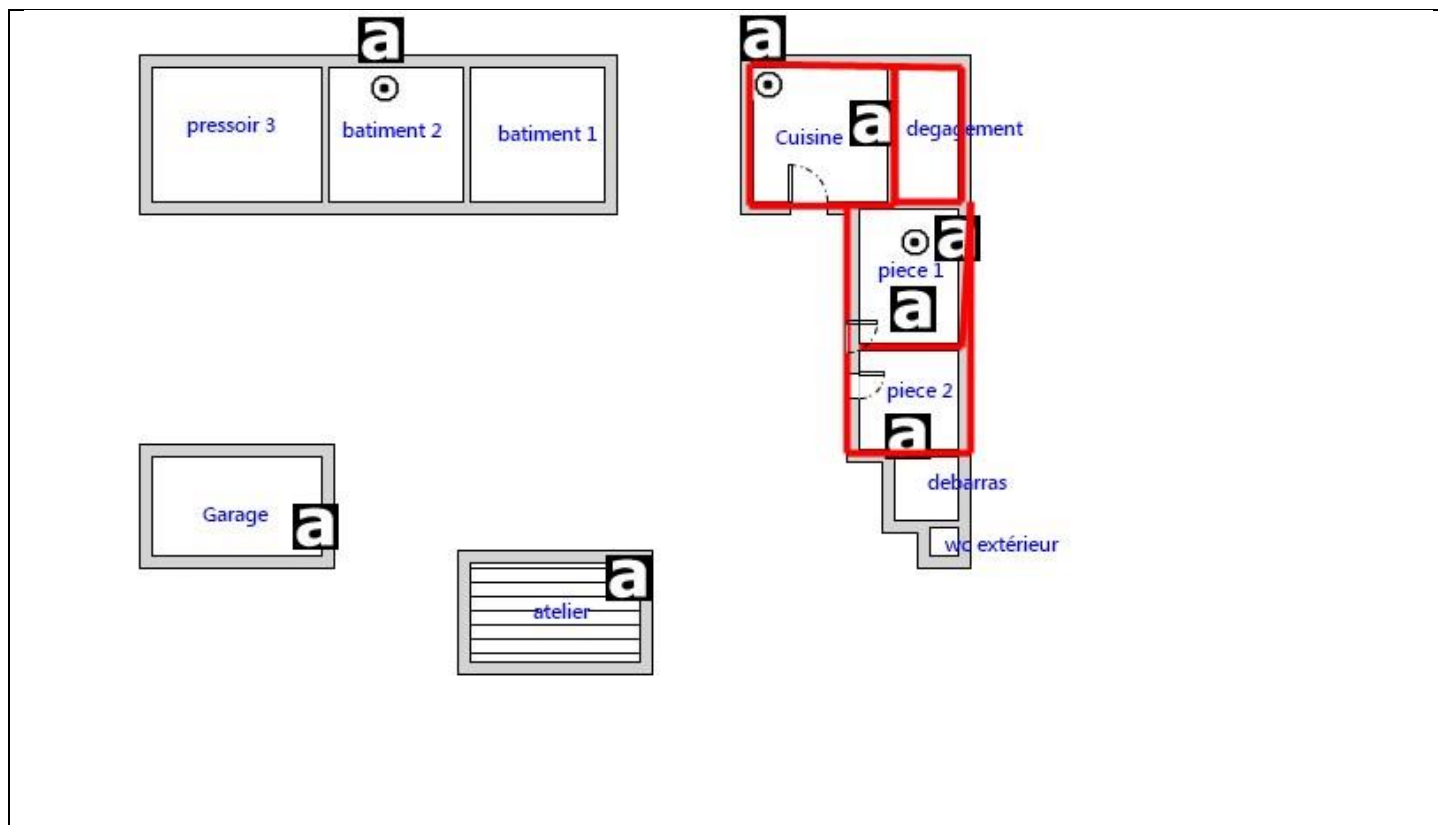 a
a
pressoir 3
batiment 2
batiment 1
Cuisine
a
degagement
a
piece 1
a
piece 2
a
debarras
Garage
a
wc extérieur
a
atelier